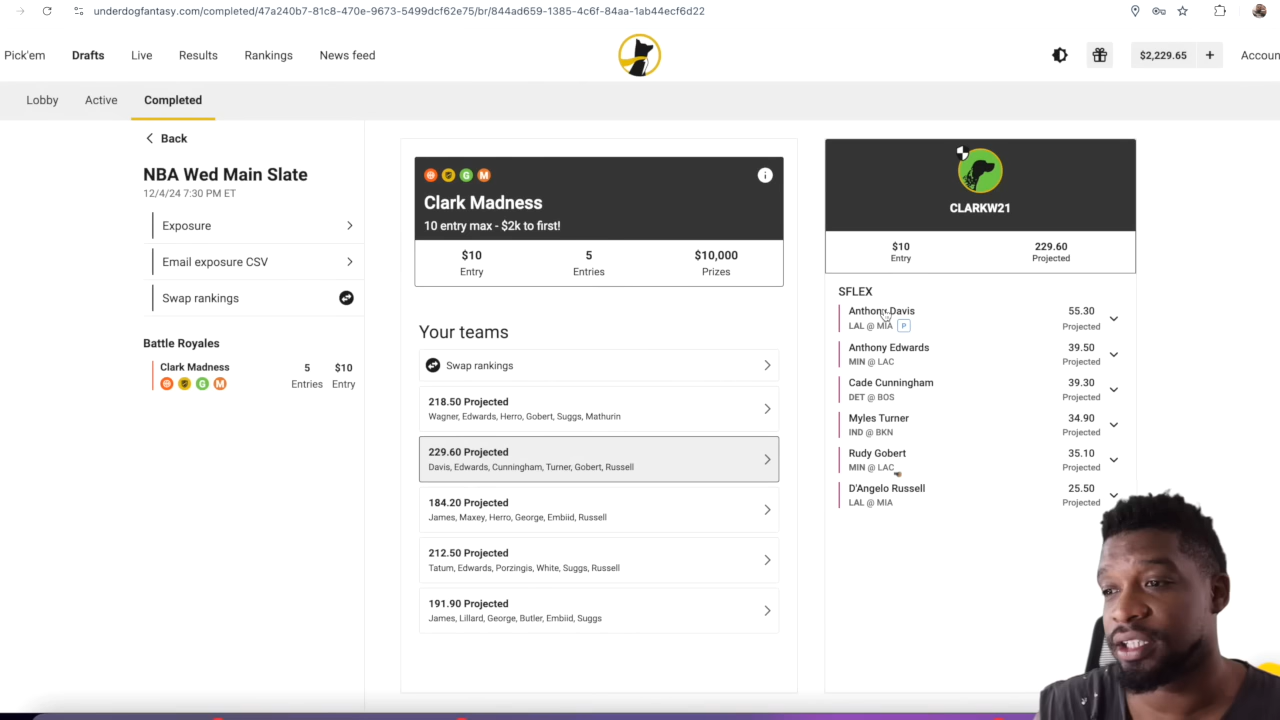 underdogfantasy.com/completed/47a240b7-81c8-470e-9673-5499dcf62e75/br/844ad659-1385-4c6f-84aa-1ab44ecf6d22
Pick'em Drafts Live Results Rankings News feed $2,229.65 + Accoun
Lobby Active Completed
Back
NBA Wed Main Slate
12/4/24 7:30 PM ET
Exposure
Email exposure CSV
Swap rankings
Battle Royales
Clark Madness 5 $10
Entries Entry
G M
G M
Clark Madness
10 entry max - $2k to first!
$10 5 $10,000
Entry Entries Prizes
Your teams
Swap rankings
218.50 Projected
Wagner, Edwards, Herro, Gobert, Suggs, Mathurin
229.60 Projected
Davis, Edwards, Cunningham, Turner, Gobert, Russell
184.20 Projected
James, Maxey, Herro, George, Embiid, Russell
212.50 Projected
Tatum, Edwards, Porzingis, White, Suggs, Russell
191.90 Projected
James, Lillard, George, Butler, Embiid, Suggs
CLARKW21
$10 229.60
Entry Projected
SFLEX
Anthony Davis 55.30
LAL @ MIA P Projected
Anthony Edwards 39.50
MIN @ LAC Projected
Cade Cunningham 39.30
DET @ BOS Projected
Myles Turner 34.90
IND @ BKN Projected
Rudy Gobert 35.10
MIN @ LAC Projected
D'Angelo Russell 25.50
LAL @ MIA Projected